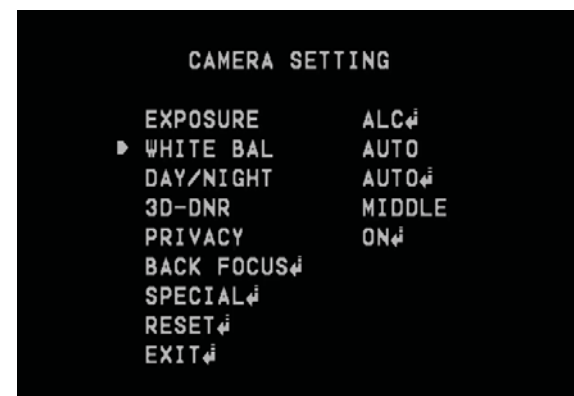 CAMERA SETTING
EXPOSURE ALC↲
WHITE BAL AUTO
DAY/NIGHT AUTO↲
3D-DNR MIDDLE
PRIVACY ON↲
BACK FOCUS↲
SPECIAL↲
RESET↲
EXIT↲